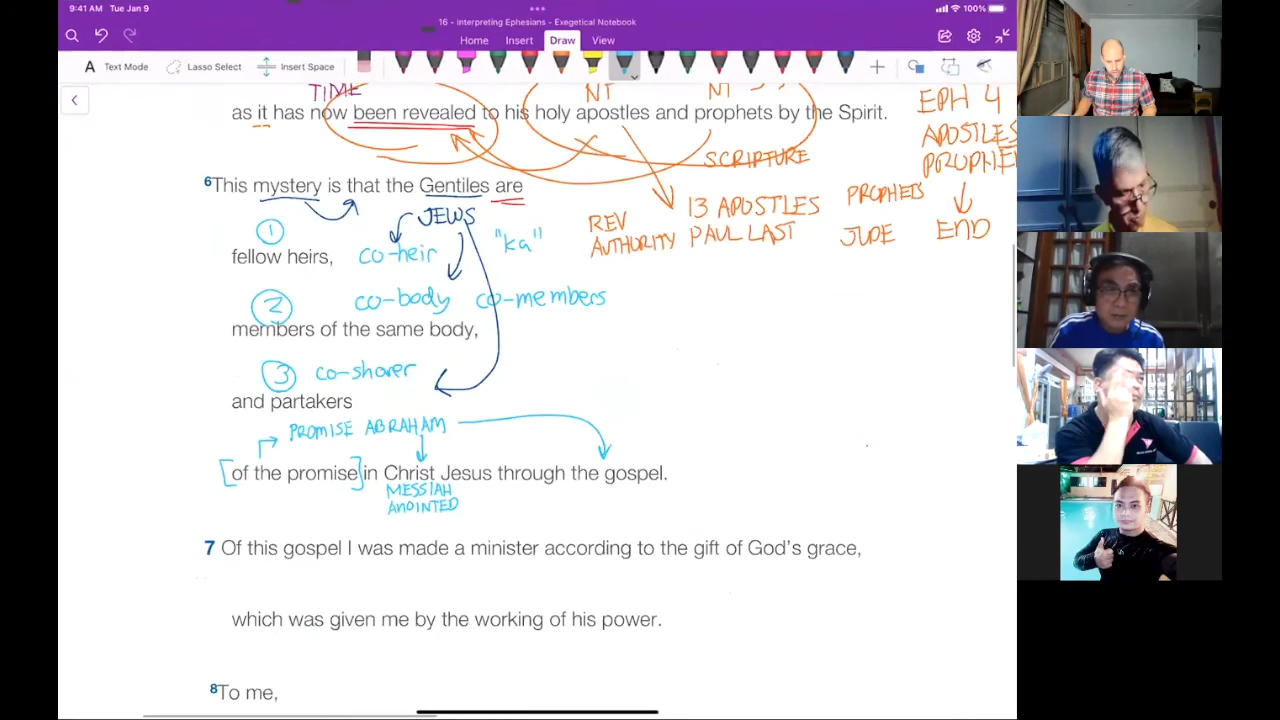 9:41 AM Tue Jan 9
100%
16 - Interpreting Ephesians - Exegetical Notebook
Home Insert Draw View
Text Mode Lasso Select Insert Space
TIME
NT NT
EPH 4
as it has now been revealed to his holy apostles and prophets by the Spirit.
APOSTLES
SCRIPTURE
6This mystery is that the Gentiles are
JEWS
13 APOSTLES
PROPHETS
REV
AUTHORITY
PAUL LAST
JUDE
END
1
"ka"
fellow heirs,
co-heir
2
co-body co-members
members of the same body,
3 co-sharer
and partakers
PROMISE ABRAHAM
[of the promise] in Christ Jesus through the gospel.
MESSIAH
ANOINTED
7 Of this gospel I was made a minister according to the gift of God's grace,
which was given me by the working of his power.
8To me,